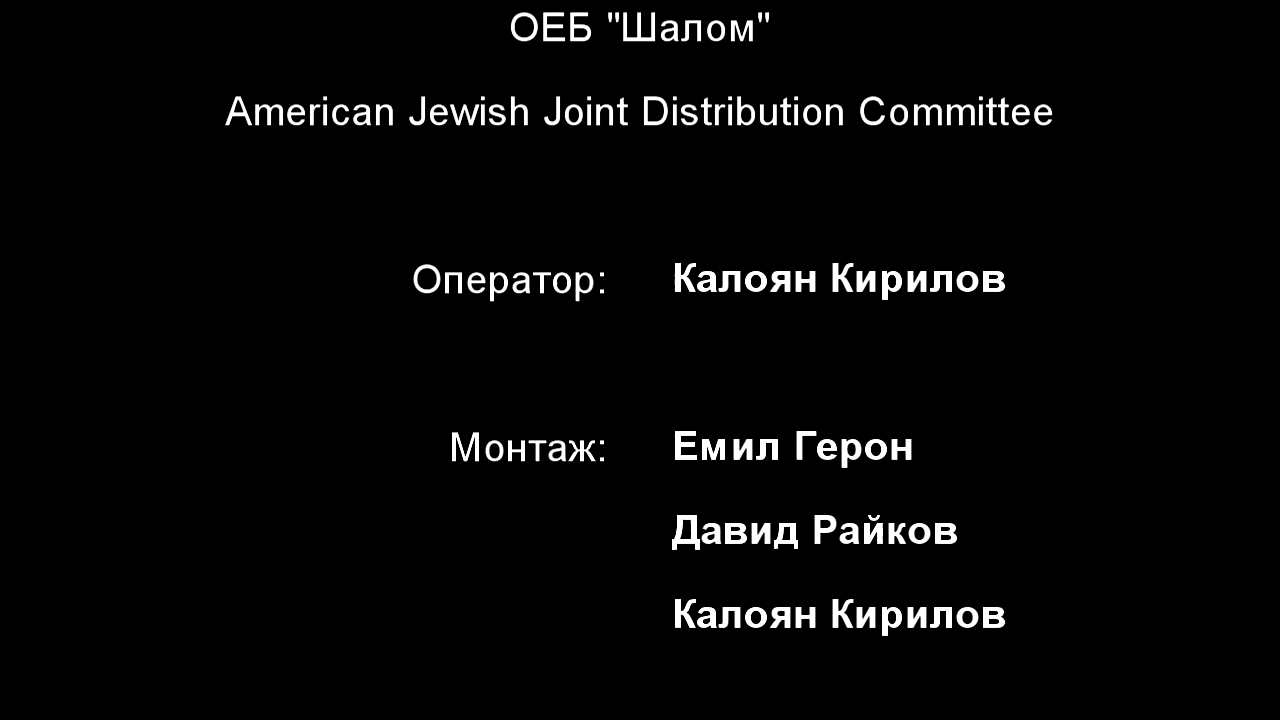 ОЕБ "Шалом"
American Jewish Joint Distribution Committee
Оператор: Калоян Кирилов
Монтаж: Емил Герон
Давид Райков
Калоян Кирилов